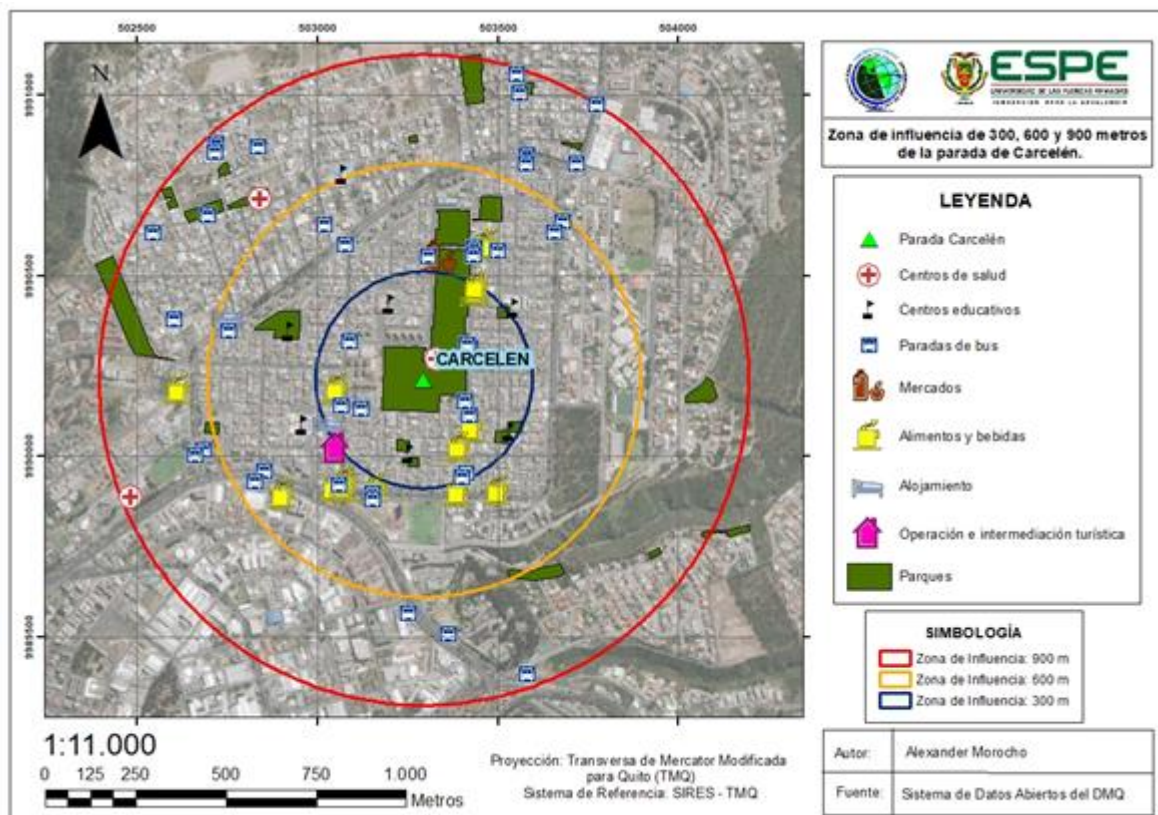 502500 503000 503500 504000
9991000
9990500
9990000
9989500
N
CARCELEN
ESPE
UNIVERSIDAD DE LAS FUERZAS ARMADAS
INNOVACIÓN PARA LA EXCELENCIA
Zona de influencia de 300, 600 y 900 metros
de la parada de Carcelén.
LEYENDA
Parada Carcelén
Centros de salud
Centros educativos
Paradas de bus
Mercados
Alimentos y bebidas
Alojamiento
Operación e intermediación turística
Parques
SIMBOLOGÍA
Zona de Influencia: 900 m
Zona de Influencia: 600 m
Zona de Influencia: 300 m
1:11.000
0 125 250 500 750 1.000
Metros
Proyección: Transversa de Mercator Modificada
para Quito (TMQ)
Sistema de Referencia: SIRES - TMQ
Autor: Alexander Morocho
Fuente: Sistema de Datos Abiertos del DMQ